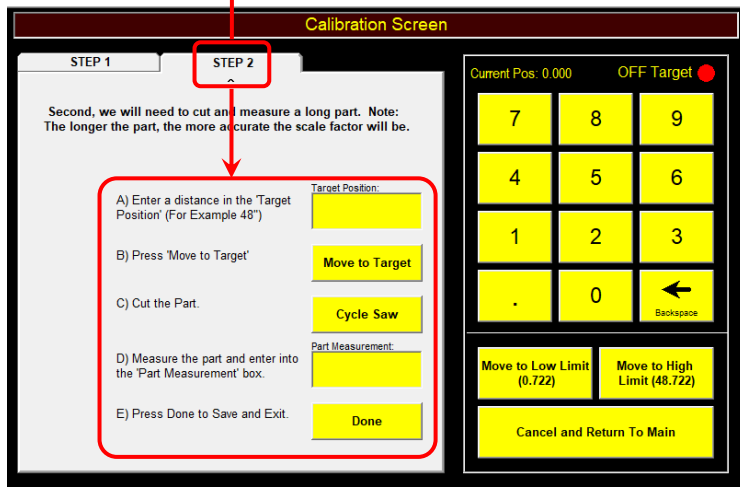 Calibration Screen
STEP 1
STEP 2
^
Second, we will need to cut and measure a long part. Note:
The longer the part, the more accurate the scale factor will be.
A) Enter a distance in the 'Target
Position' (For Example 48")
Target Position:
B) Press 'Move to Target'
Move to Target
C) Cut the Part.
Cycle Saw
D) Measure the part and enter into
the 'Part Measurement' box.
Part Measurement:
E) Press Done to Save and Exit.
Done
Current Pos: 0.000
OFF Target
7 8 9
4 5 6
1 2 3
. 0
Backspace
Move to Low Limit
(0.722)
Move to High
Limit (48.722)
Cancel and Return To Main